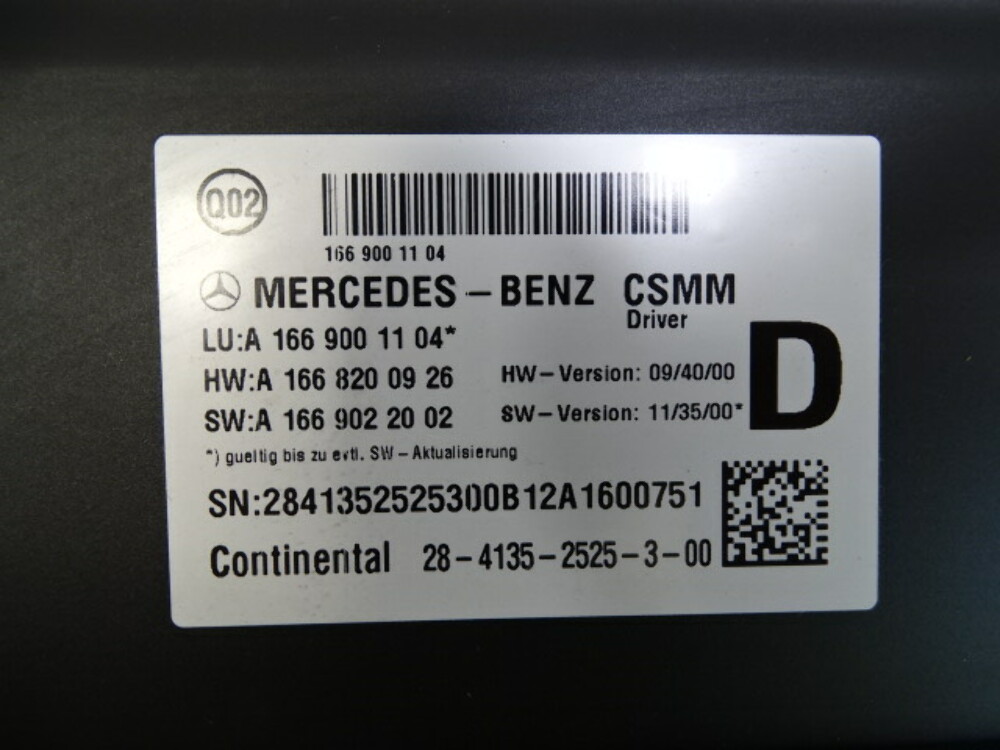 Q02
166 900 11 04
MERCEDES-BENZ CSMM
Driver
LU:A 166 900 11 04*
HW:A 166 820 09 26 HW-Version: 09/40/00
SW:A 166 902 20 02 SW-Version: 11/35/00*
D
*) gueltig bis zu evtl. SW-Aktualisierung
SN:2841352525300B12A1600751
Continental 28-4135-2525-3-00